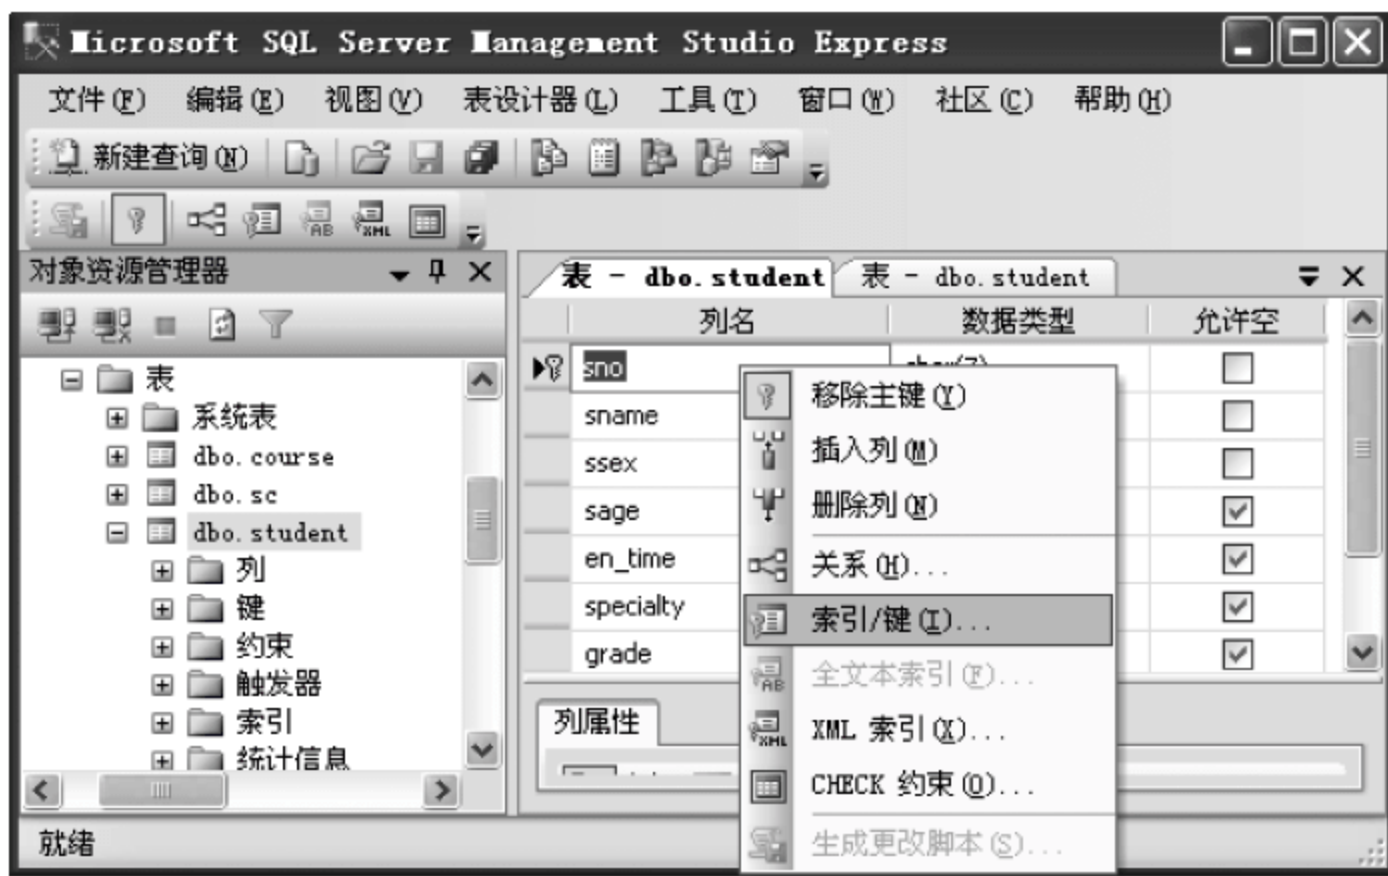 Microsoft SQL Server Management Studio Express
文件(F) 编辑(E) 视图(V) 表设计器(L) 工具(T) 窗口(W) 社区(C) 帮助(H)
新建查询(N)
对象资源管理器
表
系统表
dbo.course
dbo.sc
dbo.student
列
键
约束
触发器
索引
统计信息
就绪
表 - dbo.student 表 - dbo.student
列名 数据类型 允许空
sno char(7)
sname
ssex
sage
en_time
specialty
grade
列属性
移除主键(Y)
插入列(M)
删除列(N)
关系(H)...
索引/键(I)...
全文本索引(F)...
XML 索引(X)...
CHECK 约束(O)...
生成更改脚本(S)...